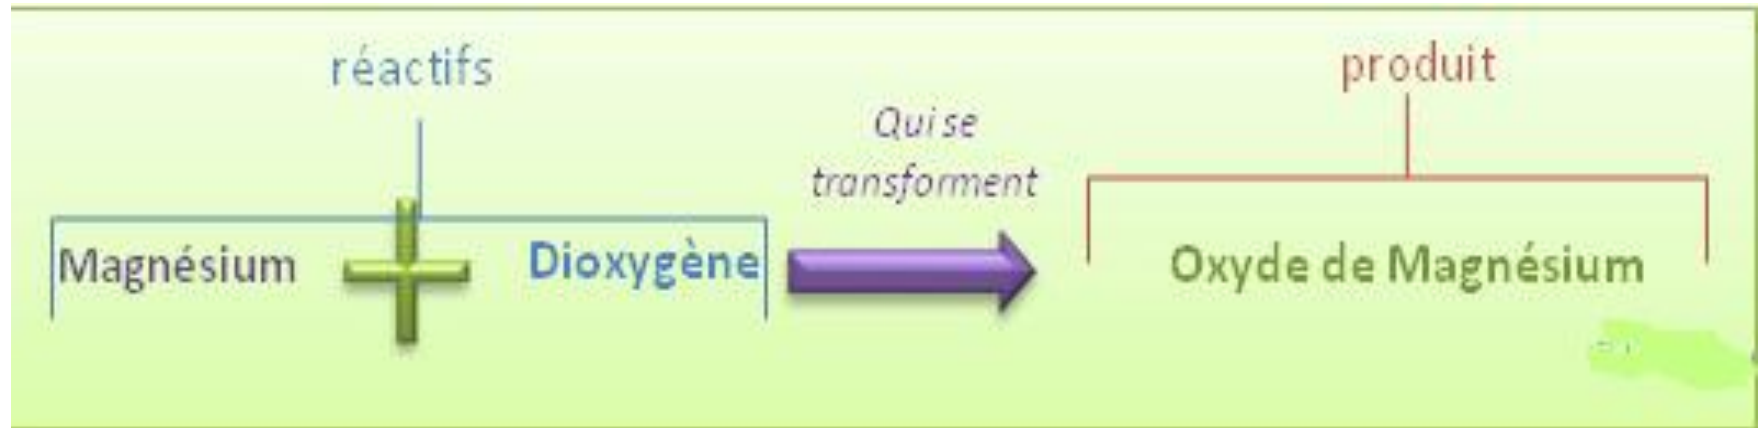 réactifs
produit
Qui se
transforment
Magnésium + Dioxygène Oxyde de Magnésium